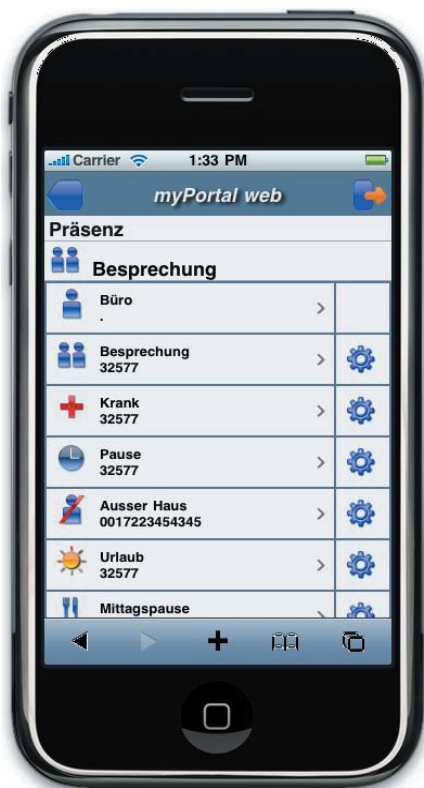 Carrier 1:33 PM
myPortal web
Präsenz
Besprechung
Büro
.
Besprechung
32577
Krank
32577
Pause
32577
Ausser Haus
0017223454345
Urlaub
32577
Mittagspause